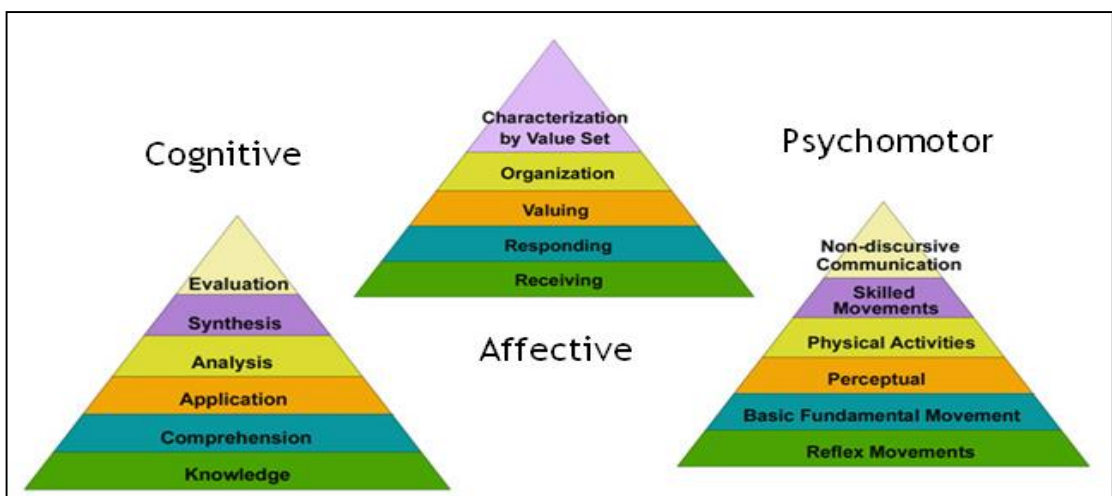 Cognitive
Evaluation
Synthesis
Analysis
Application
Comprehension
Knowledge
Characterization
by Value Set
Organization
Valuing
Responding
Receiving
Affective
Psychomotor
Non-discursive
Communication
Skilled
Movements
Physical Activities
Perceptual
Basic Fundamental Movement
Reflex Movements